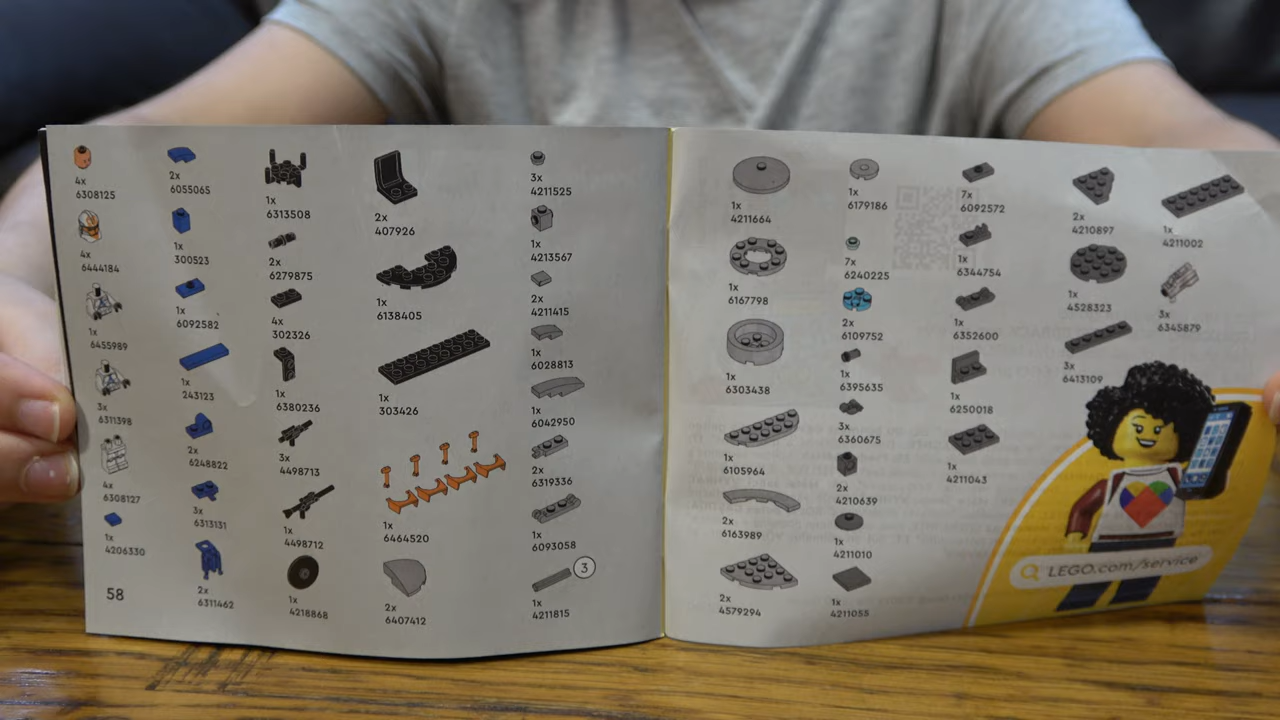 4x
6308125
4x
6444184
1x
6455989
3x
6311398
4x
6308127
1x
4206330
58
2x
6055065
1x
300523
1x
6092582
1x
243123
2x
6248822
3x
6313131
2x
6311462
1x
6313508
2x
6279875
4x
302326
1x
6380236
3x
4498713
1x
4498712
1x
4218868
2x
407926
1x
6138405
1x
303426
1x
6464520
2x
6407412
3x
4211525
1x
4213567
2x
4211415
1x
6028813
1x
6042950
2x
6319336
1x
6093058
3
1x
4211815
1x
4211664
1x
6167798
1x
6303438
1x
6105964
2x
6163989
2x
4579294
1x
6179186
7x
6240225
2x
6109752
1x
6395635
3x
6360675
2x
4210639
1x
4211010
1x
4211055
7x
6092572
1x
6344754
1x
6352600
1x
6250018
1x
4211043
2x
4210897
1x
4528323
3x
6413109
1x
4211002
3x
6345879
LEGO.com/service